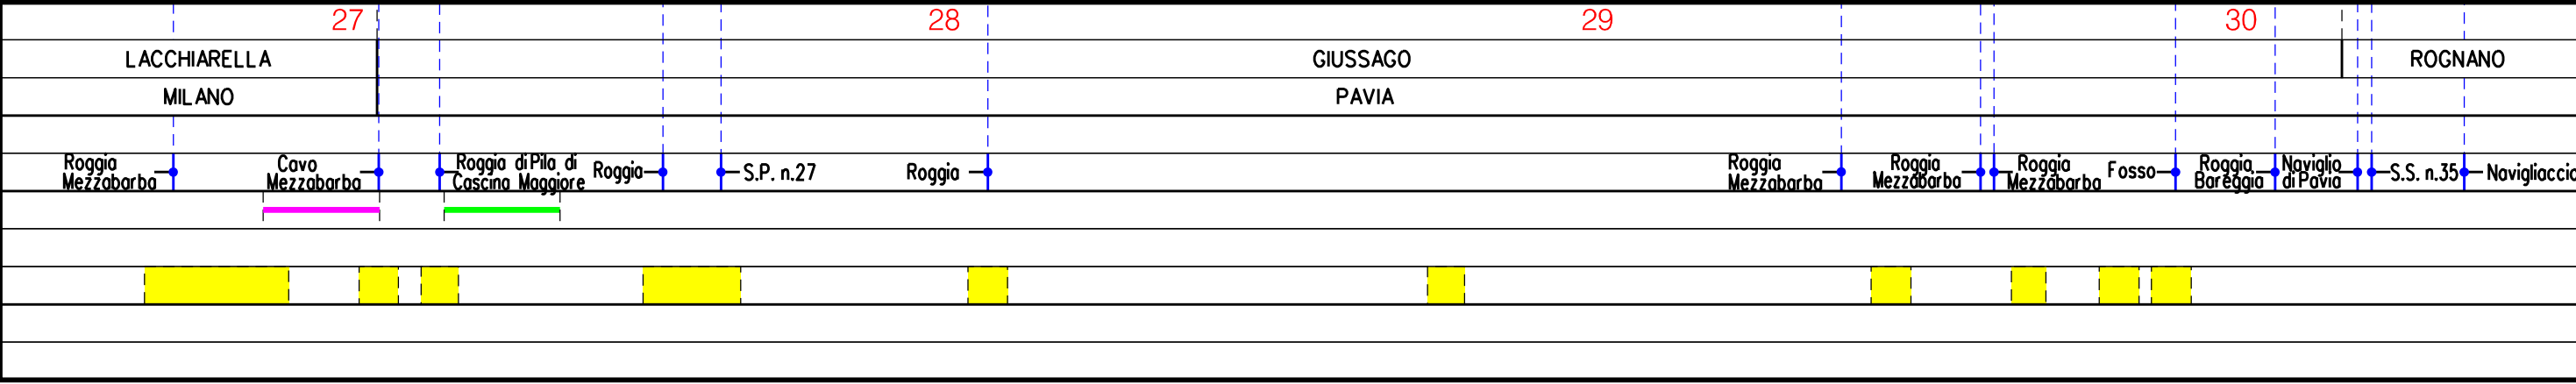 27 28 29 30
LACCHIARELLA GIUSSAGO ROGNANO
MILANO PAVIA
Roggia
Mezzabarba
Cavo
Mezzabarba
Roggia di Pila di
Cascina Maggiore
Roggia
S.P. n.27
Roggia
Roggia
Mezzabarba
Roggia
Mezzabarba
Roggia
Mezzabarba
Fosso
Roggia
Bareggia
Naviglio
di Pavia
S.S. n.35
Navigliaccio